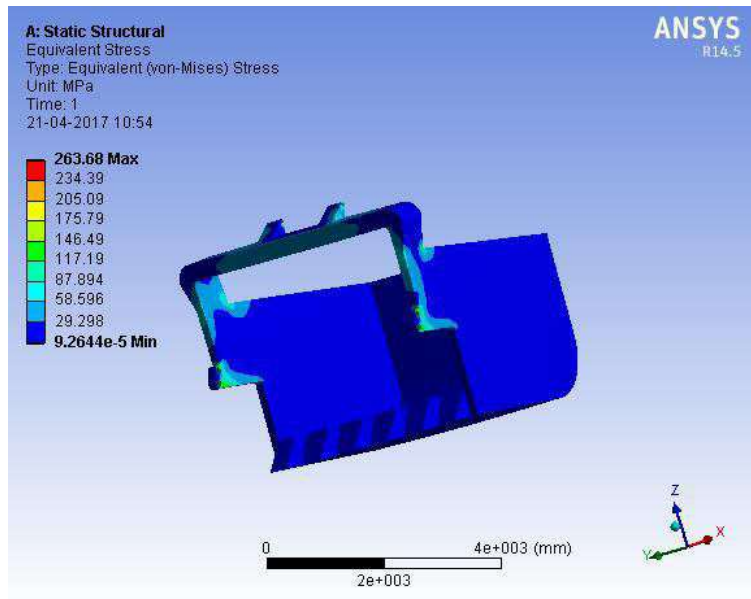 A: Static Structural
Equivalent Stress
Type: Equivalent (von-Mises) Stress
Unit: MPa
Time: 1
21-04-2017 10:54
ANSYS
R14.5
263.68 Max
234.39
205.09
175.79
146.49
117.19
87.894
58.596
29.298
9.2644e-5 Min
Z
X
Y
0
4e+003 (mm)
2e+003